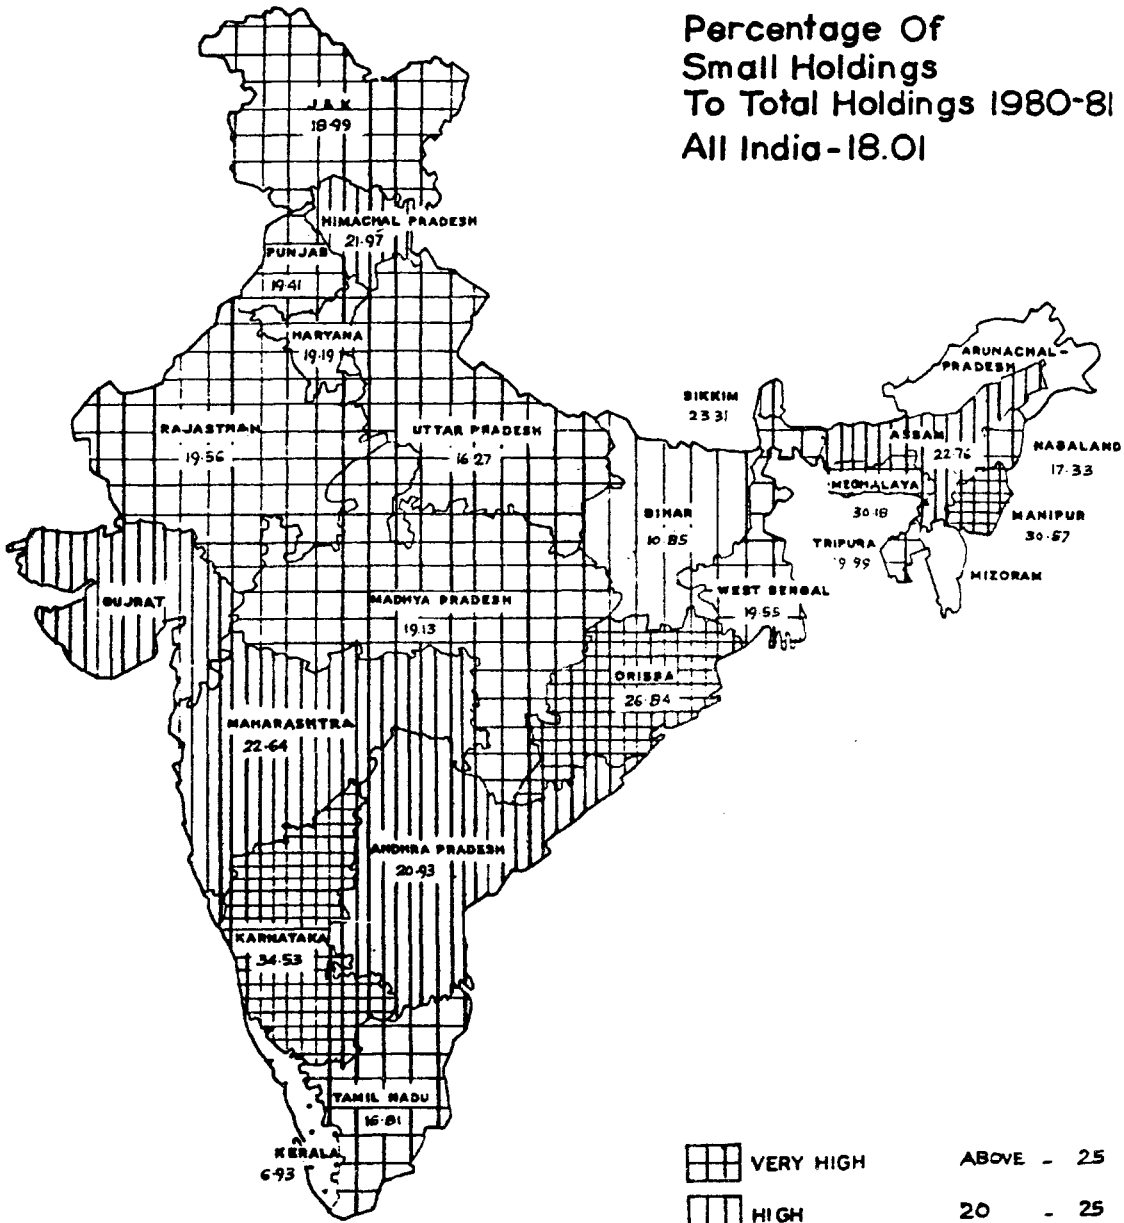 Percentage Of
Small Holdings
To Total Holdings 1980-81
All India-18.01
J & K
18.99
HIMACHAL PRADESH
21.97
PUNJAB
19.41
HARYANA
19.19
RAJASTHAN
19.56
UTTAR PRADESH
16.27
SIKKIM
23.31
ARUNACHAL-
PRADESH
ASSAM
22.76
NAGALAND
17.33
MEGHALAYA
30.18
MANIPUR
30.57
TRIPURA
9.99
MIZORAM
BIHAR
10.85
WEST BENGAL
19.55
GUJRAT
MADHYA PRADESH
19.13
ORISSA
26.84
MAHARASHTRA
22.64
ANDHRA PRADESH
20.93
KARNATAKA
34.53
TAMIL NADU
16.81
KERALA
6.93
VERY HIGH ABOVE - 25
HIGH 20 - 25